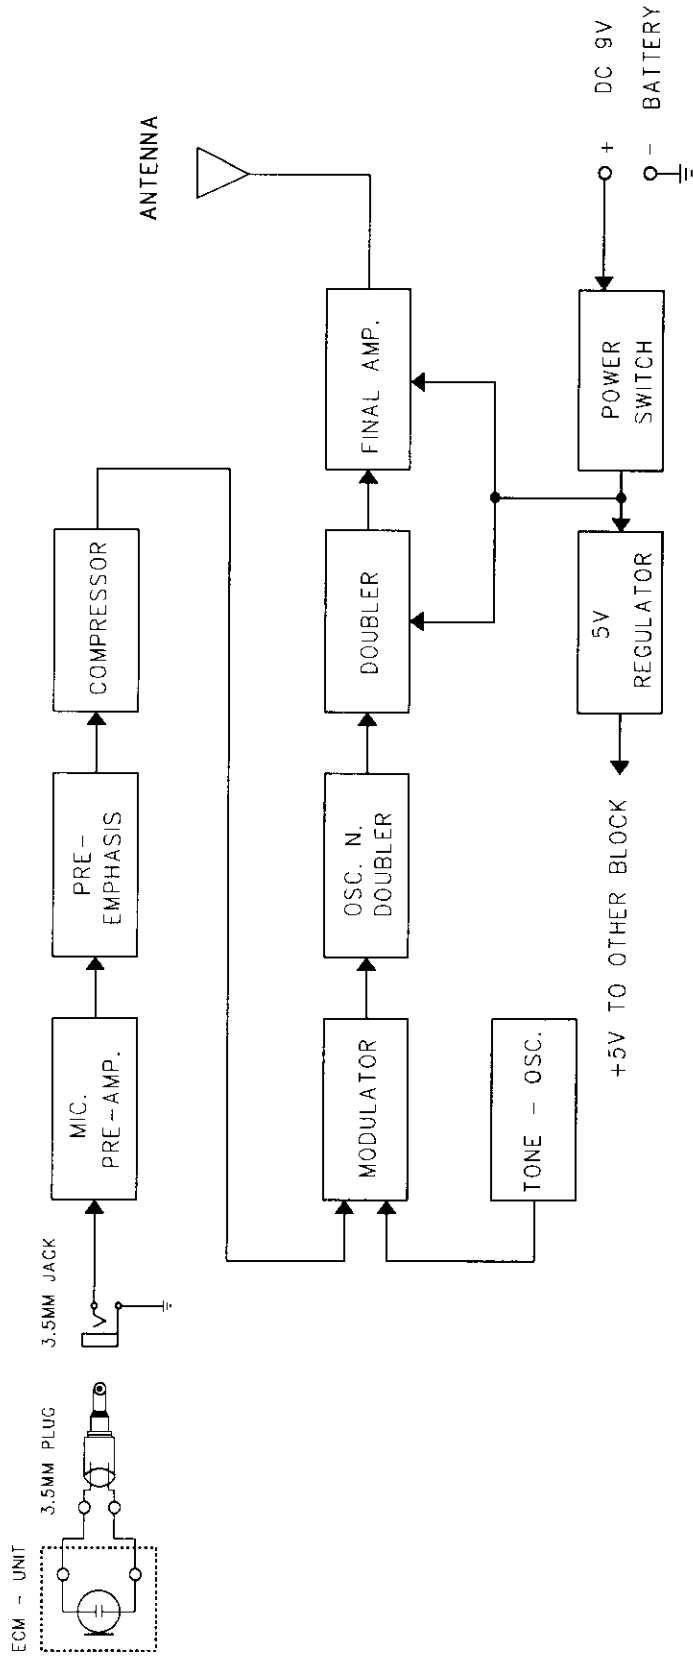 ECM - UNIT
3.5MM PLUG
3.5MM JACK
MIC.
PRE-AMP.
PRE-
EMPHASIS
COMPRESSOR
ANTENNA
MODULATOR
OSC. N.
DOUBLER
DOUBLER
FINAL AMP.
TONE - OSC.
+5V TO OTHER BLOCK
5V
REGULATOR
POWER
SWITCH
+ DC 9V
- BATTERY